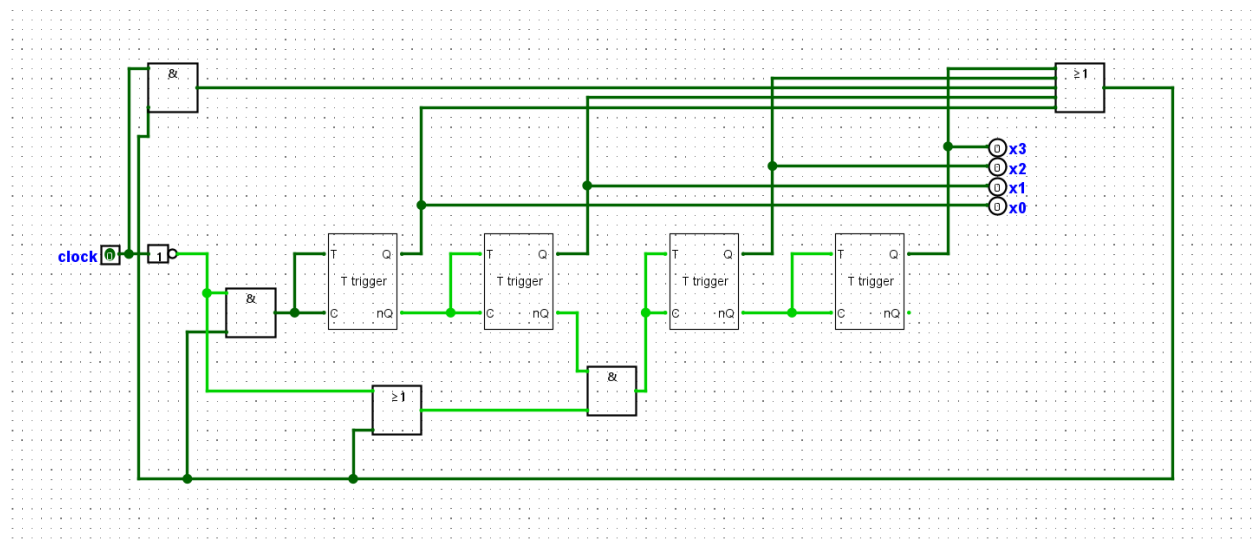 &
≥1
x3
x2
x1
x0
0
0
0
0
clock
0
1
&
T Q
T trigger
C nQ
T Q
T trigger
C nQ
T Q
T trigger
C nQ
T Q
T trigger
C nQ
&
≥1